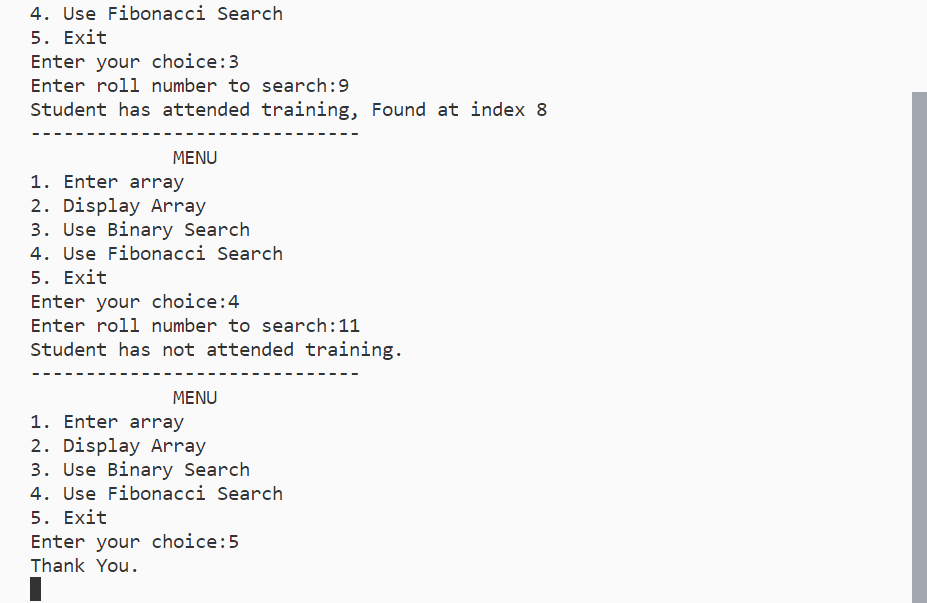 4. Use Fibonacci Search
5. Exit
Enter your choice:3
Enter roll number to search:9
Student has attended training, Found at index 8
------------------------------
             MENU
1. Enter array
2. Display Array
3. Use Binary Search
4. Use Fibonacci Search
5. Exit
Enter your choice:4
Enter roll number to search:11
Student has not attended training.
------------------------------
             MENU
1. Enter array
2. Display Array
3. Use Binary Search
4. Use Fibonacci Search
5. Exit
Enter your choice:5
Thank You.